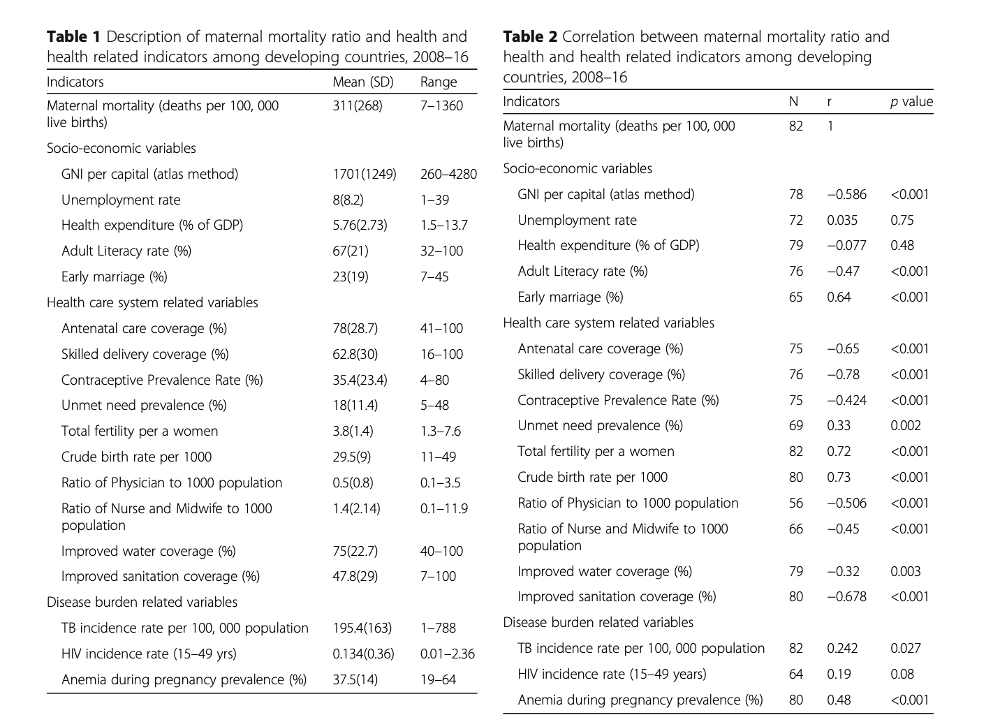 Table 1 Description of maternal mortality ratio and health and
health related indicators among developing countries, 2008–16
Indicators Mean (SD) Range
Maternal mortality (deaths per 100, 000 311(268) 7–1360
live births)
Socio-economic variables
GNI per capital (atlas method) 1701(1249) 260–4280
Unemployment rate 8(8.2) 1–39
Health expenditure (% of GDP) 5.76(2.73) 1.5–13.7
Adult Literacy rate (%) 67(21) 32–100
Early marriage (%) 23(19) 7–45
Health care system related variables
Antenatal care coverage (%) 78(28.7) 41–100
Skilled delivery coverage (%) 62.8(30) 16–100
Contraceptive Prevalence Rate (%) 35.4(23.4) 4–80
Unmet need prevalence (%) 18(11.4) 5–48
Total fertility per a women 3.8(1.4) 1.3–7.6
Crude birth rate per 1000 29.5(9) 11–49
Ratio of Physician to 1000 population 0.5(0.8) 0.1–3.5
Ratio of Nurse and Midwife to 1000 1.4(2.14) 0.1–11.9
population
Improved water coverage (%) 75(22.7) 40–100
Improved sanitation coverage (%) 47.8(29) 7–100
Disease burden related variables
TB incidence rate per 100, 000 population 195.4(163) 1–788
HIV incidence rate (15–49 yrs) 0.134(0.36) 0.01–2.36
Anemia during pregnancy prevalence (%) 37.5(14) 19–64
Table 2 Correlation between maternal mortality ratio and
health and health related indicators among developing
countries, 2008–16
Indicators N r p value
Maternal mortality (deaths per 100, 000 82 1
live births)
Socio-economic variables
GNI per capital (atlas method) 78 −0.586 <0.001
Unemployment rate 72 0.035 0.75
Health expenditure (% of GDP) 79 −0.077 0.48
Adult Literacy rate (%) 76 −0.47 <0.001
Early marriage (%) 65 0.64 <0.001
Health care system related variables
Antenatal care coverage (%) 75 −0.65 <0.001
Skilled delivery coverage (%) 76 −0.78 <0.001
Contraceptive Prevalence Rate (%) 75 −0.424 <0.001
Unmet need prevalence (%) 69 0.33 0.002
Total fertility per a women 82 0.72 <0.001
Crude birth rate per 1000 80 0.73 <0.001
Ratio of Physician to 1000 population 56 −0.506 <0.001
Ratio of Nurse and Midwife to 1000 66 −0.45 <0.001
population
Improved water coverage (%) 79 −0.32 0.003
Improved sanitation coverage (%) 80 −0.678 <0.001
Disease burden related variables
TB incidence rate per 100, 000 population 82 0.242 0.027
HIV incidence rate (15–49 years) 64 0.19 0.08
Anemia during pregnancy prevalence (%) 80 0.48 <0.001